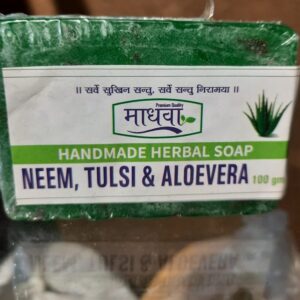 ॥ सर्वे सुखिन सन्तु, सर्वे सन्तु निरामया ॥
Premium Quality
माधवा
HANDMADE HERBAL SOAP
NEEM, TULSI & ALOEVERA 100 gm